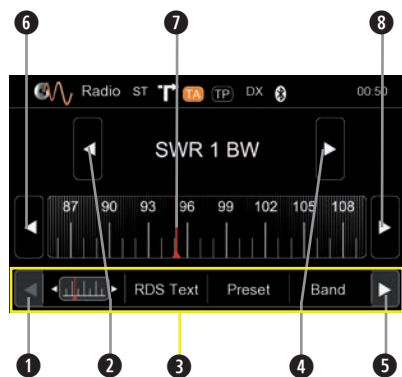 6 7 8
Radio ST TA TP DX 00:50
SWR 1 BW
87 90 93 96 99 102 105 108
RDS Text Preset Band
1 2 3 4 5